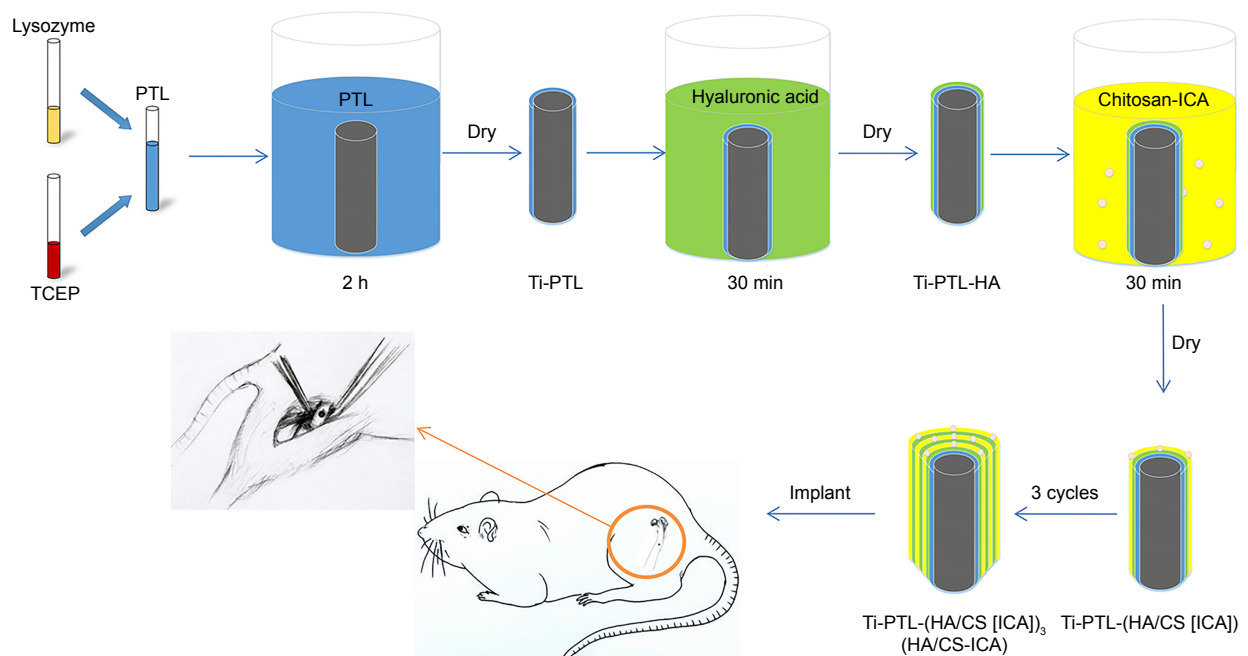 Lysozyme
PTL
TCEP
PTL
2 h
Dry
Ti-PTL
Hyaluronic acid
30 min
Dry
Ti-PTL-HA
Chitosan-ICA
30 min
Dry
Ti-PTL-(HA/CS [ICA])
3 cycles
Ti-PTL-(HA/CS [ICA])₃
(HA/CS-ICA)
Implant